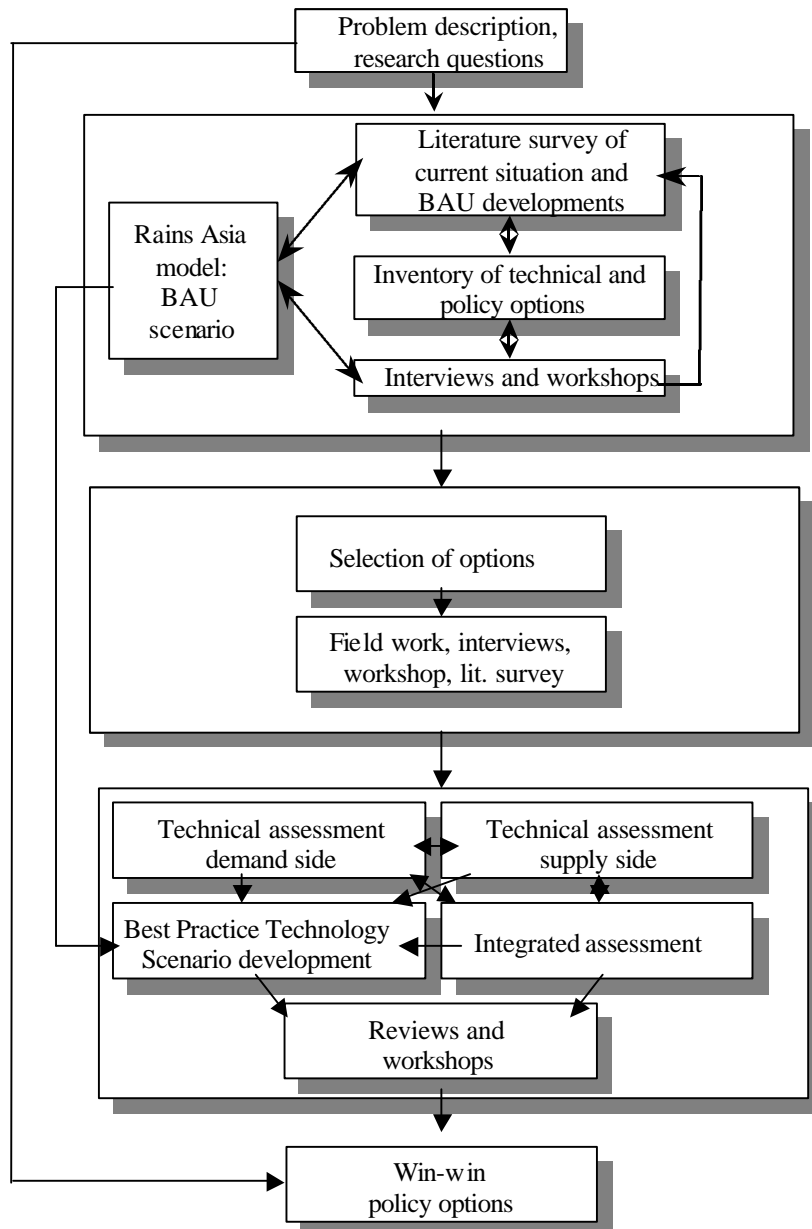 Problem description,
research questions
Literature survey of
current situation and
BAU developments
Rains Asia
model:
BAU
scenario
Inventory of technical and
policy options
Interviews and workshops
Selection of options
Field work, interviews,
workshop, lit. survey
Technical assessment
demand side
Technical assessment
supply side
Best Practice Technology
Scenario development
Integrated assessment
Reviews and
workshops
Win-win
policy options